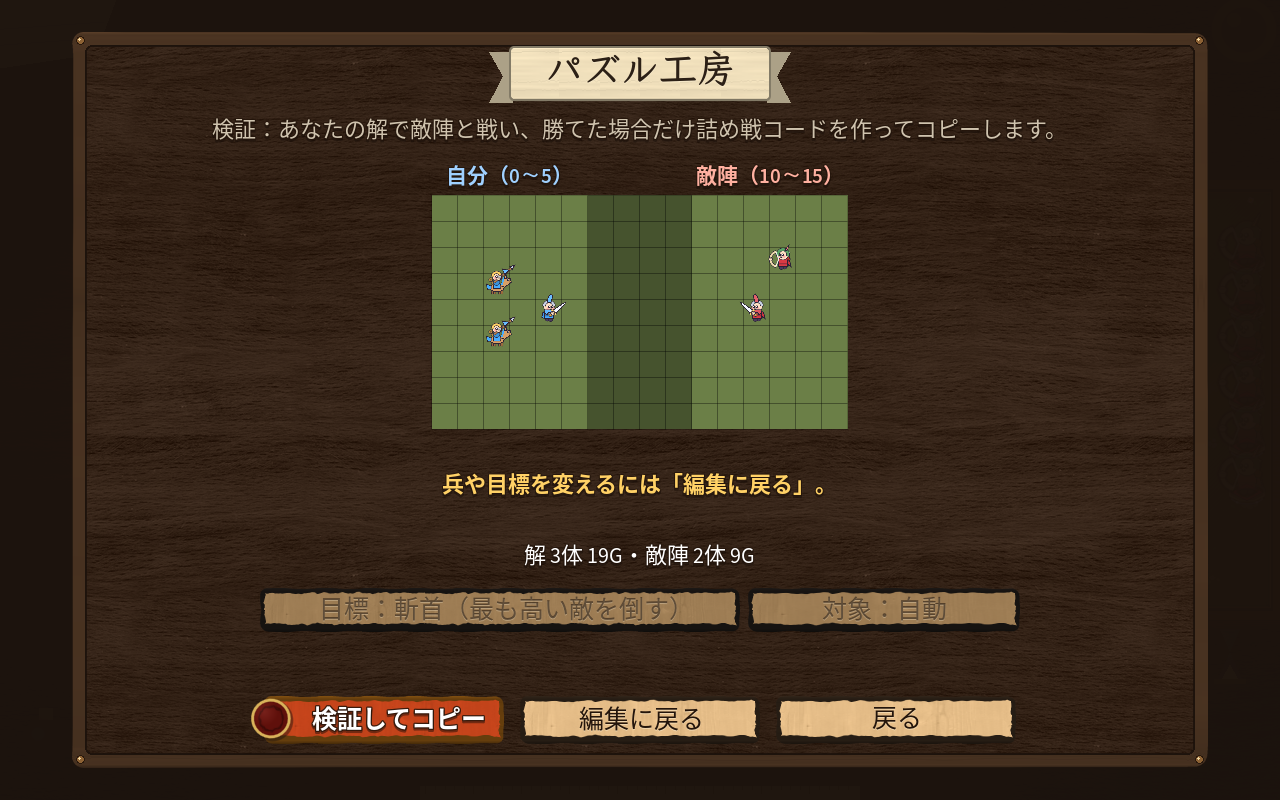 パズル工房
検証：あなたの解で敵陣と戦い、勝てた場合だけ詰め戦コードを作ってコピーします。
自分（0～5） 敵陣（10～15）
兵や目標を変えるには「編集に戻る」。
解 3体 19G・敵陣 2体 9G
目標：斬首（最も高い敵を倒す） 対象：自動
検証してコピー 編集に戻る 戻る